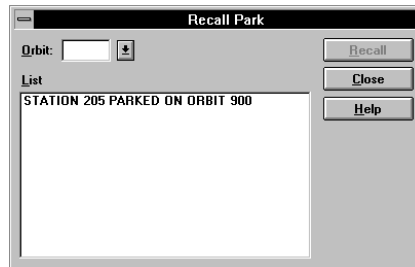 Recall Park
Orbit:
Recall
List
Close
STATION 205 PARKED ON ORBIT 900
Help